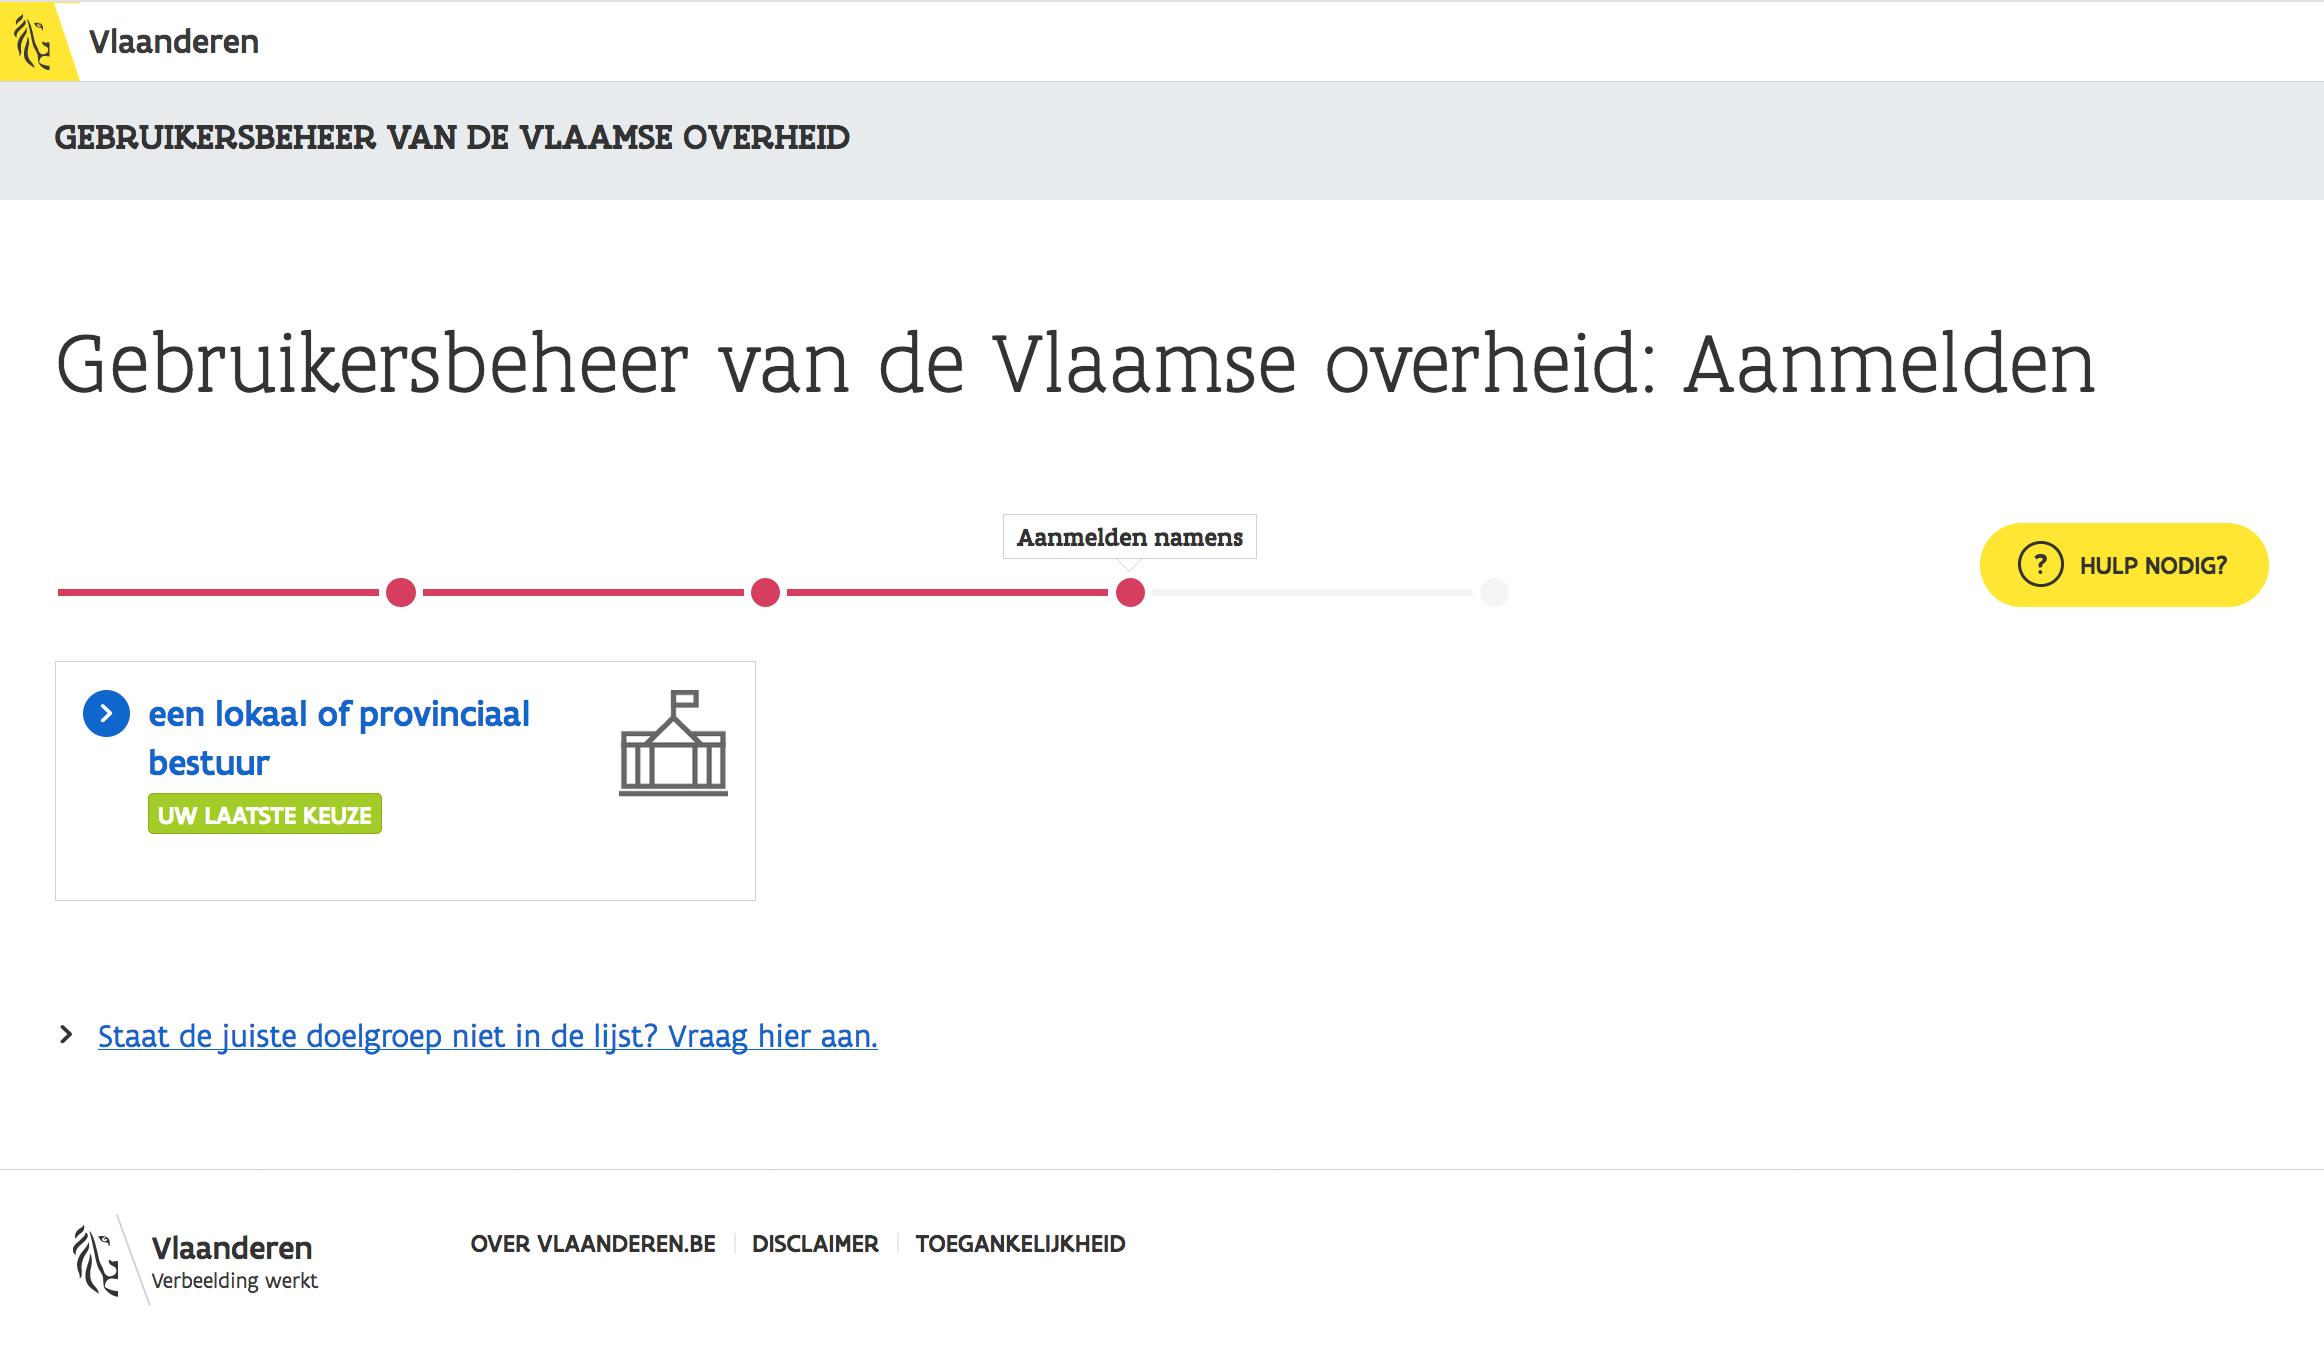 Vlaanderen
GEBRUIKERSBEHEER VAN DE VLAAMSE OVERHEID
Gebruikersbeheer van de Vlaamse overheid: Aanmelden
Aanmelden namens
? HULP NODIG?
een lokaal of provinciaal
bestuur
UW LAATSTE KEUZE
Staat de juiste doelgroep niet in de lijst? Vraag hier aan.
Vlaanderen
Verbeelding werkt
OVER VLAANDEREN.BE DISCLAIMER TOEGANKELIJKHEID